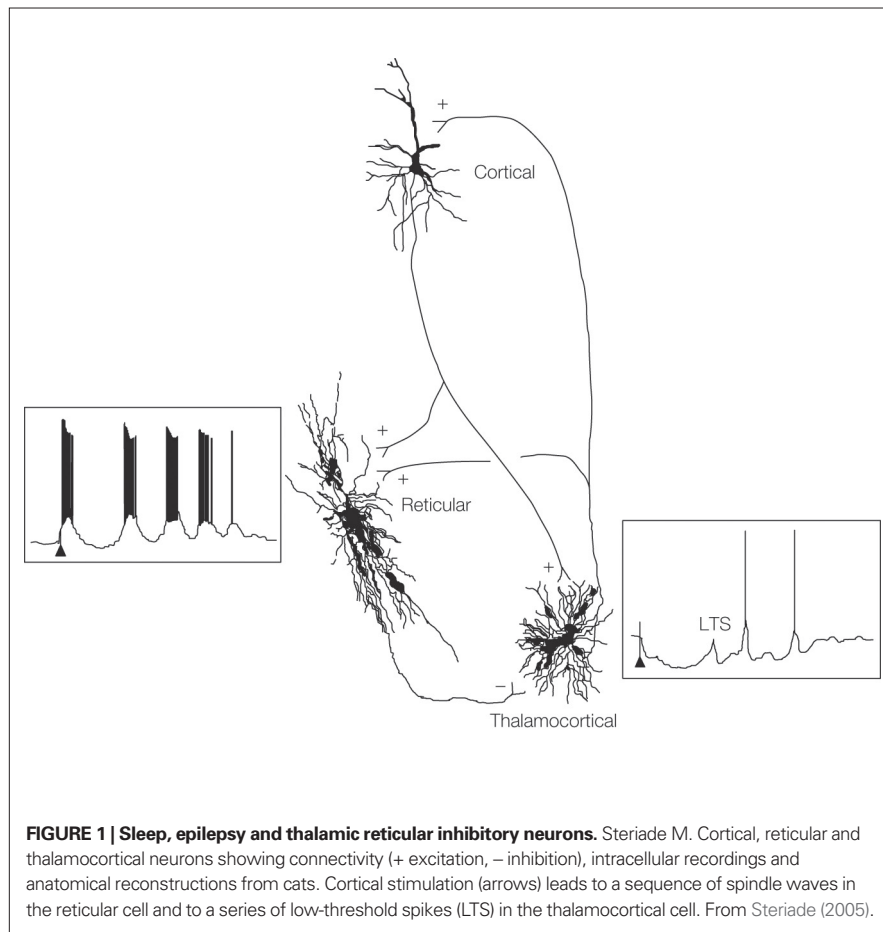 +
Cortical
+
+
Reticular
+
LTS
−
Thalamocortical
FIGURE 1 | Sleep, epilepsy and thalamic reticular inhibitory neurons. Steriade M. Cortical, reticular and
thalamocortical neurons showing connectivity (+ excitation, – inhibition), intracellular recordings and
anatomical reconstructions from cats. Cortical stimulation (arrows) leads to a sequence of spindle waves in
the reticular cell and to a series of low-threshold spikes (LTS) in the thalamocortical cell. From Steriade (2005).